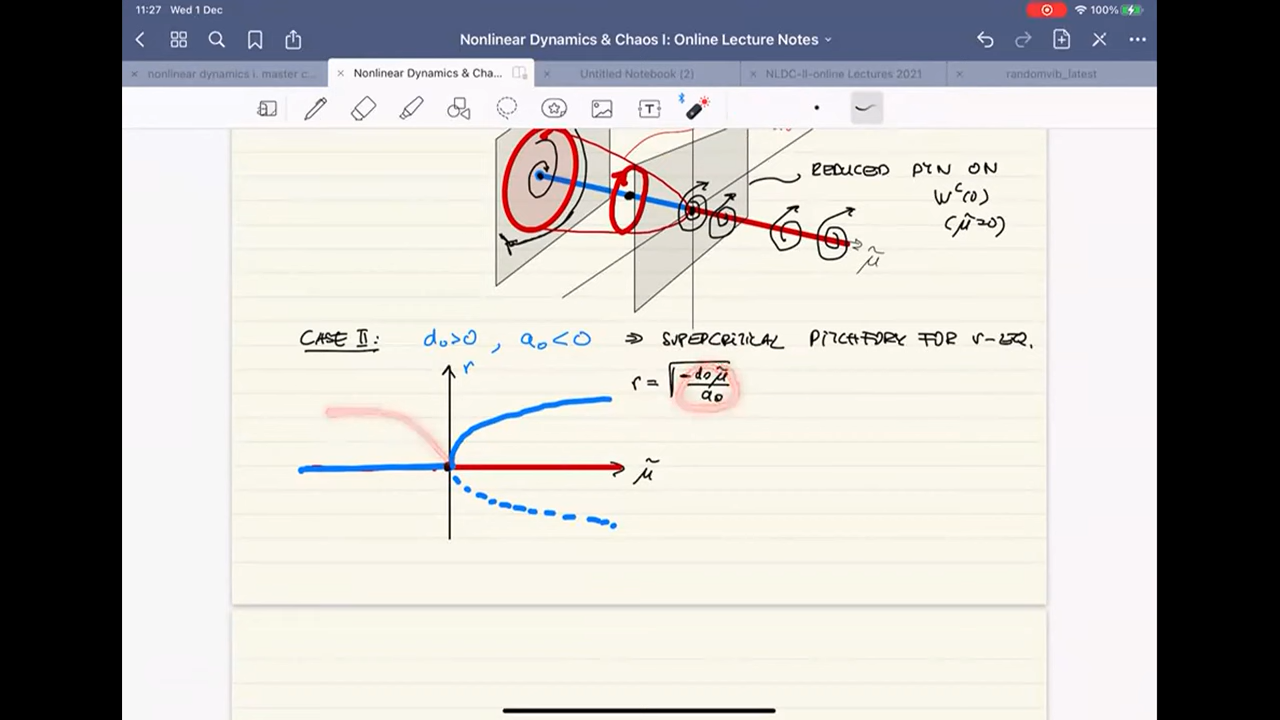 11:27 Wed 1 Dec
100%
Nonlinear Dynamics & Chaos I: Online Lecture Notes
nonlinear dynamics i. master c...
Nonlinear Dynamics & Cha...
Untitled Notebook (2)
NLDC-II-online Lectures 2021
randomvib_latest
REDUCED DYN ON
W^c(0)
(μ̃=0)
μ̃
CASE II: d₀>0, a₀<0 ⇒ SUPERCRITICAL PITCHFORK FOR r-EQ.
r
r = √(-d₀μ̃/a₀)
μ̃